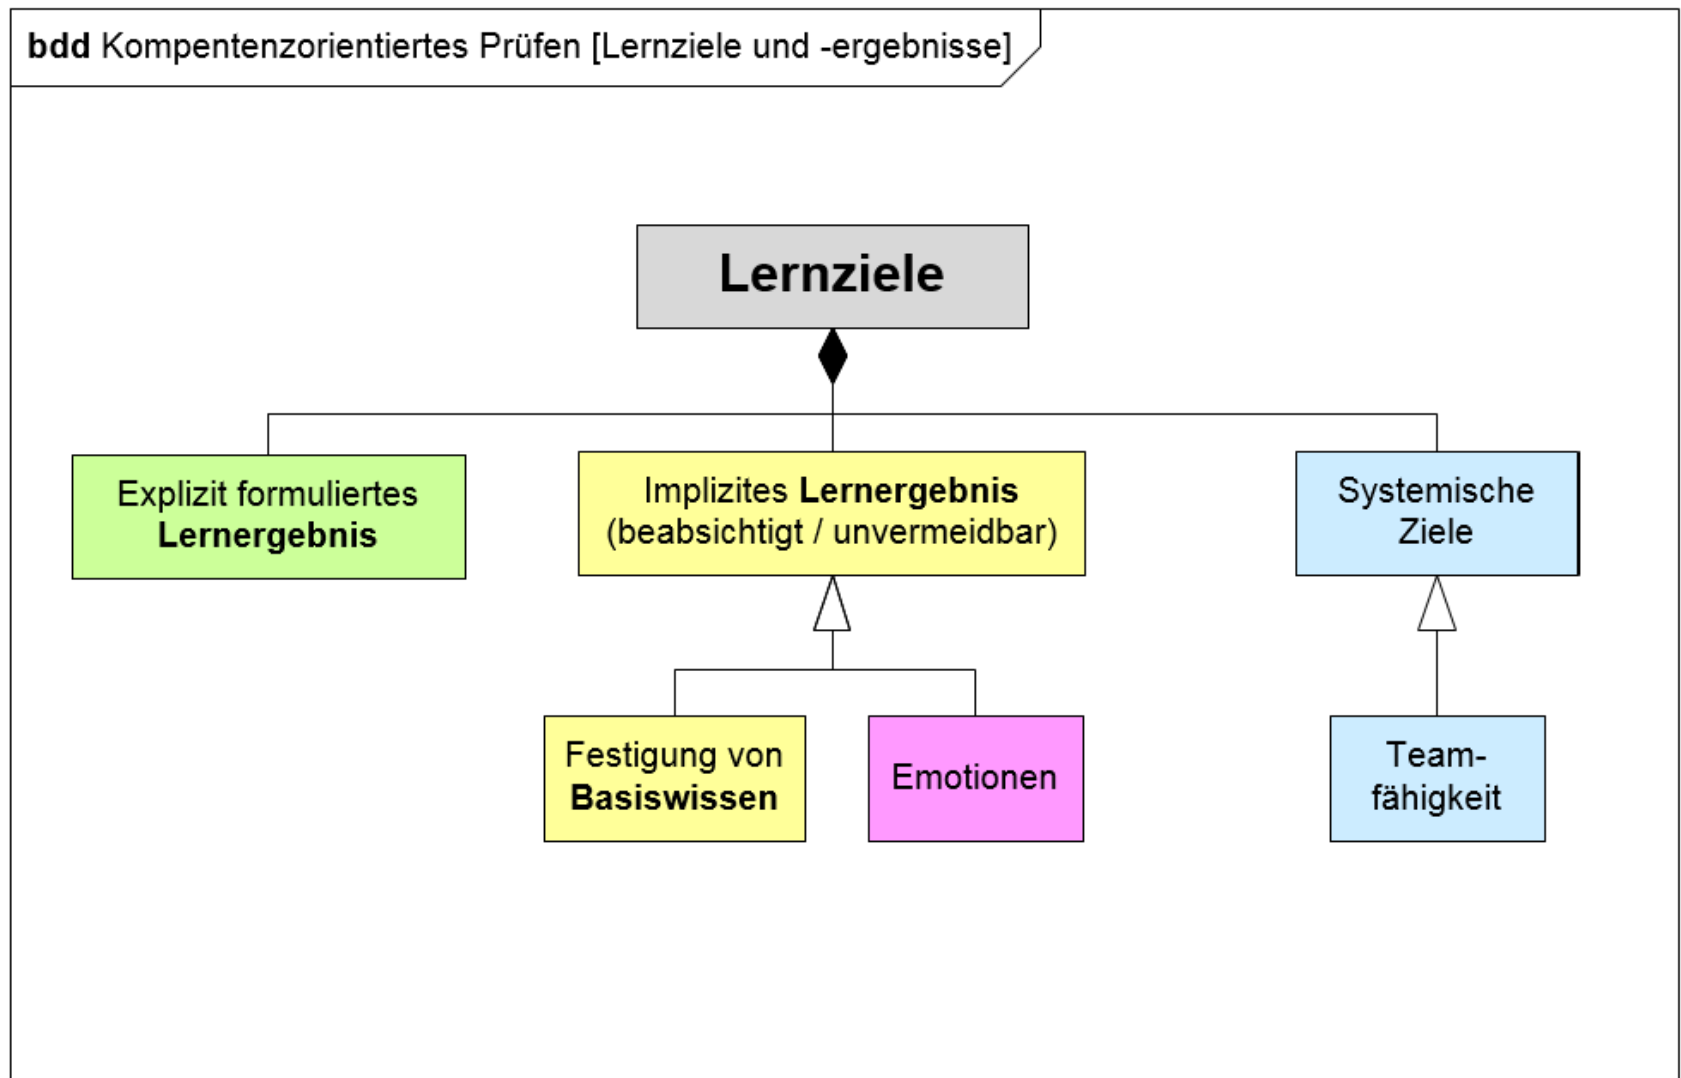 bdd Kompentenzorientiertes Prüfen [Lernziele und -ergebnisse]
Lernziele
Explizit formuliertes
Lernergebnis
Implizites Lernergebnis
(beabsichtigt / unvermeidbar)
Systemische
Ziele
Festigung von
Basiswissen
Emotionen
Team-
fähigkeit